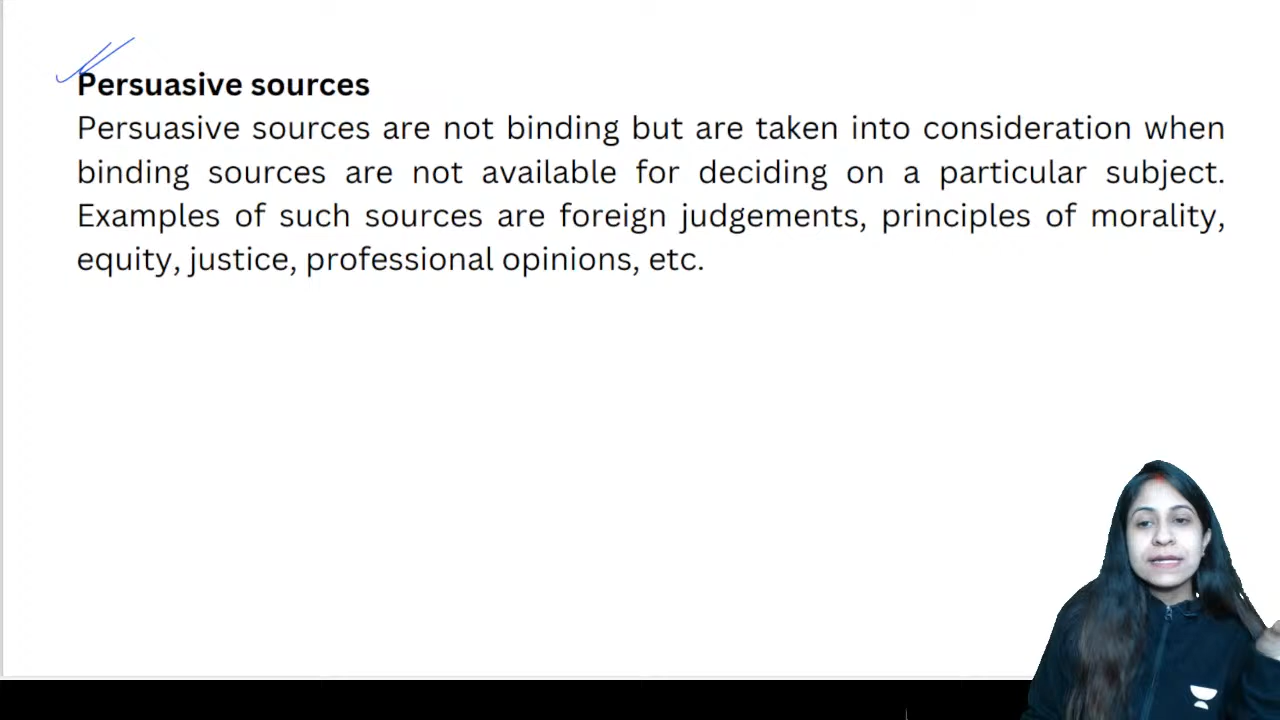 Persuasive sources
Persuasive sources are not binding but are taken into consideration when
binding sources are not available for deciding on a particular subject.
Examples of such sources are foreign judgements, principles of morality,
equity, justice, professional opinions, etc.